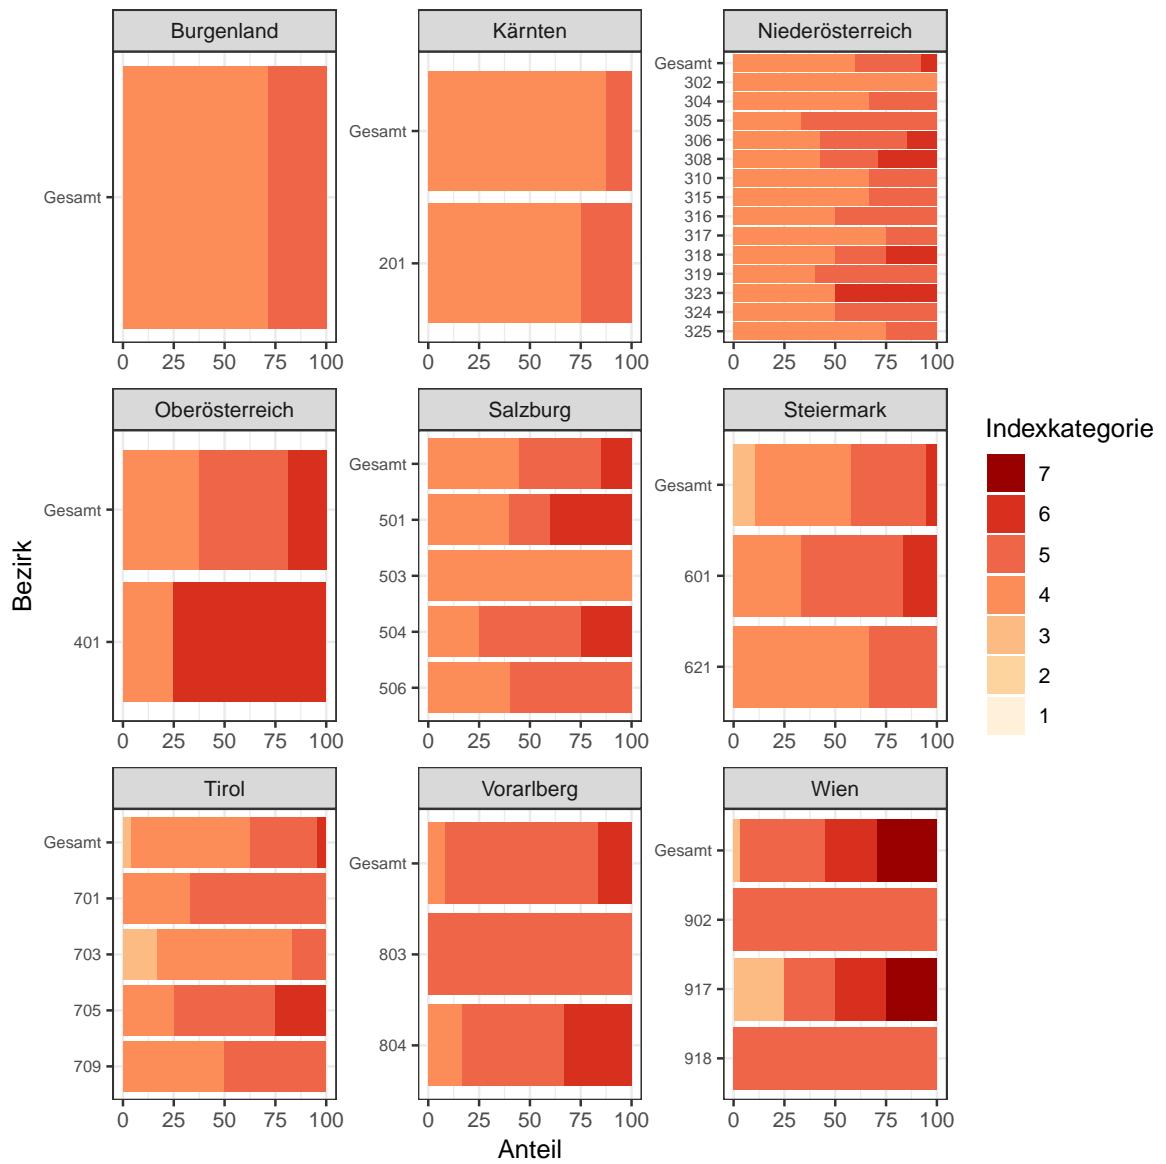 Burgenland
Kärnten
Niederösterreich
Gesamt
0 25 50 75 100
Gesamt
201
0 25 50 75 100
Gesamt
302
304
305
306
308
310
315
316
317
318
319
323
324
325
0 25 50 75 100
Oberösterreich
Salzburg
Steiermark
Gesamt
401
0 25 50 75 100
Gesamt
501
503
504
506
0 25 50 75 100
Gesamt
601
621
0 25 50 75 100
Tirol
Vorarlberg
Wien
Gesamt
701
703
705
709
0 25 50 75 100
Gesamt
803
804
0 25 50 75 100
Gesamt
902
917
918
0 25 50 75 100
Bezirk
Anteil
Indexkategorie
7
6
5
4
3
2
1